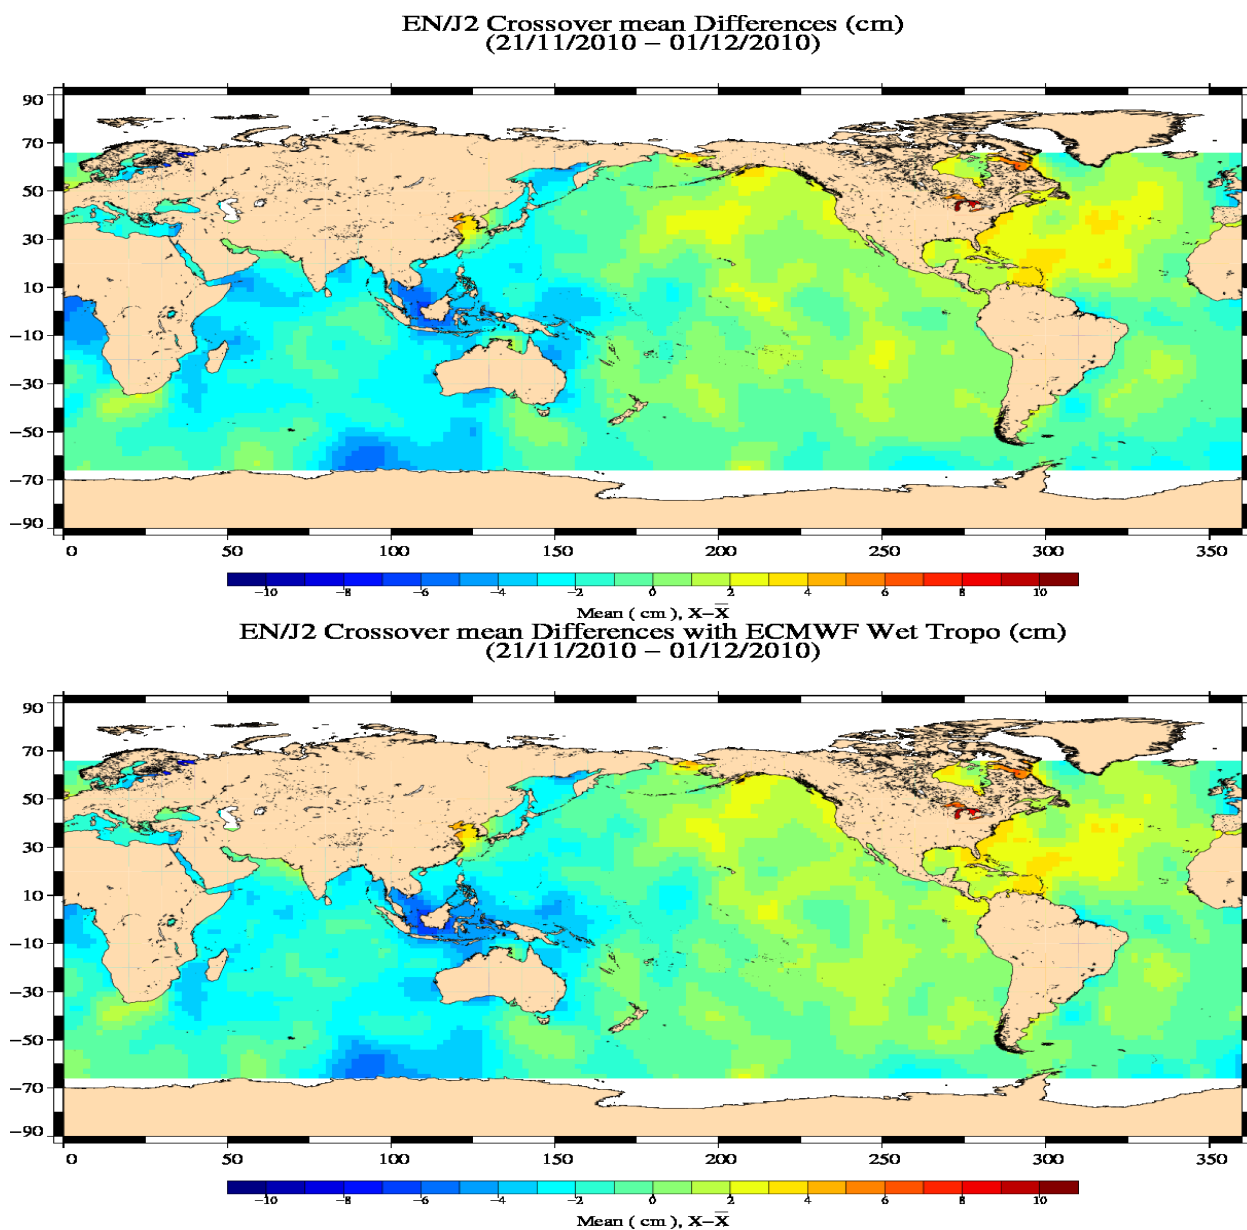 EN/J2 Crossover mean Differences (cm)
(21/11/2010 − 01/12/2010)
90
70
50
30
10
−10
−30
−50
−70
−90
0 50 100 150 200 250 300 350
−10 −8 −6 −4 −2 0 2 4 6 8 10
Mean ( cm ), X−X̅
EN/J2 Crossover mean Differences with ECMWF Wet Tropo (cm)
(21/11/2010 − 01/12/2010)
90
70
50
30
10
−10
−30
−50
−70
−90
0 50 100 150 200 250 300 350
−10 −8 −6 −4 −2 0 2 4 6 8 10
Mean ( cm ), X−X̅